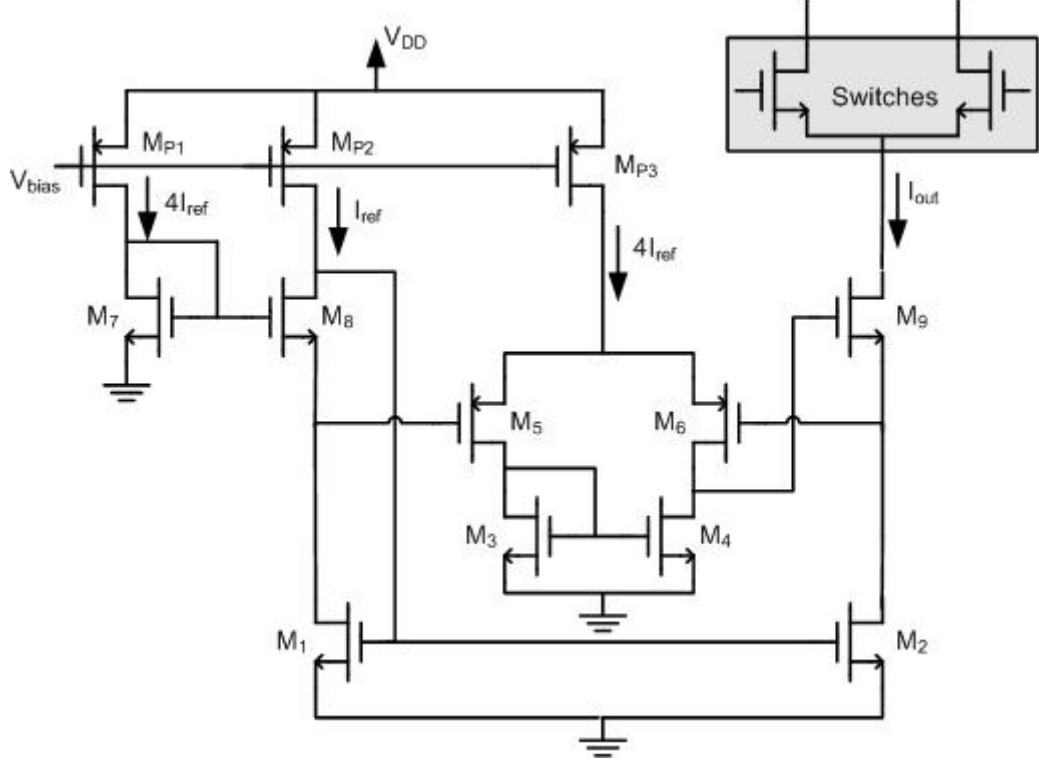 V_DD
Switches
M_P1
M_P2
M_P3
V_bias
4I_ref
I_ref
I_out
4I_ref
M_7
M_8
M_9
M_5
M_6
M_3
M_4
M_1
M_2